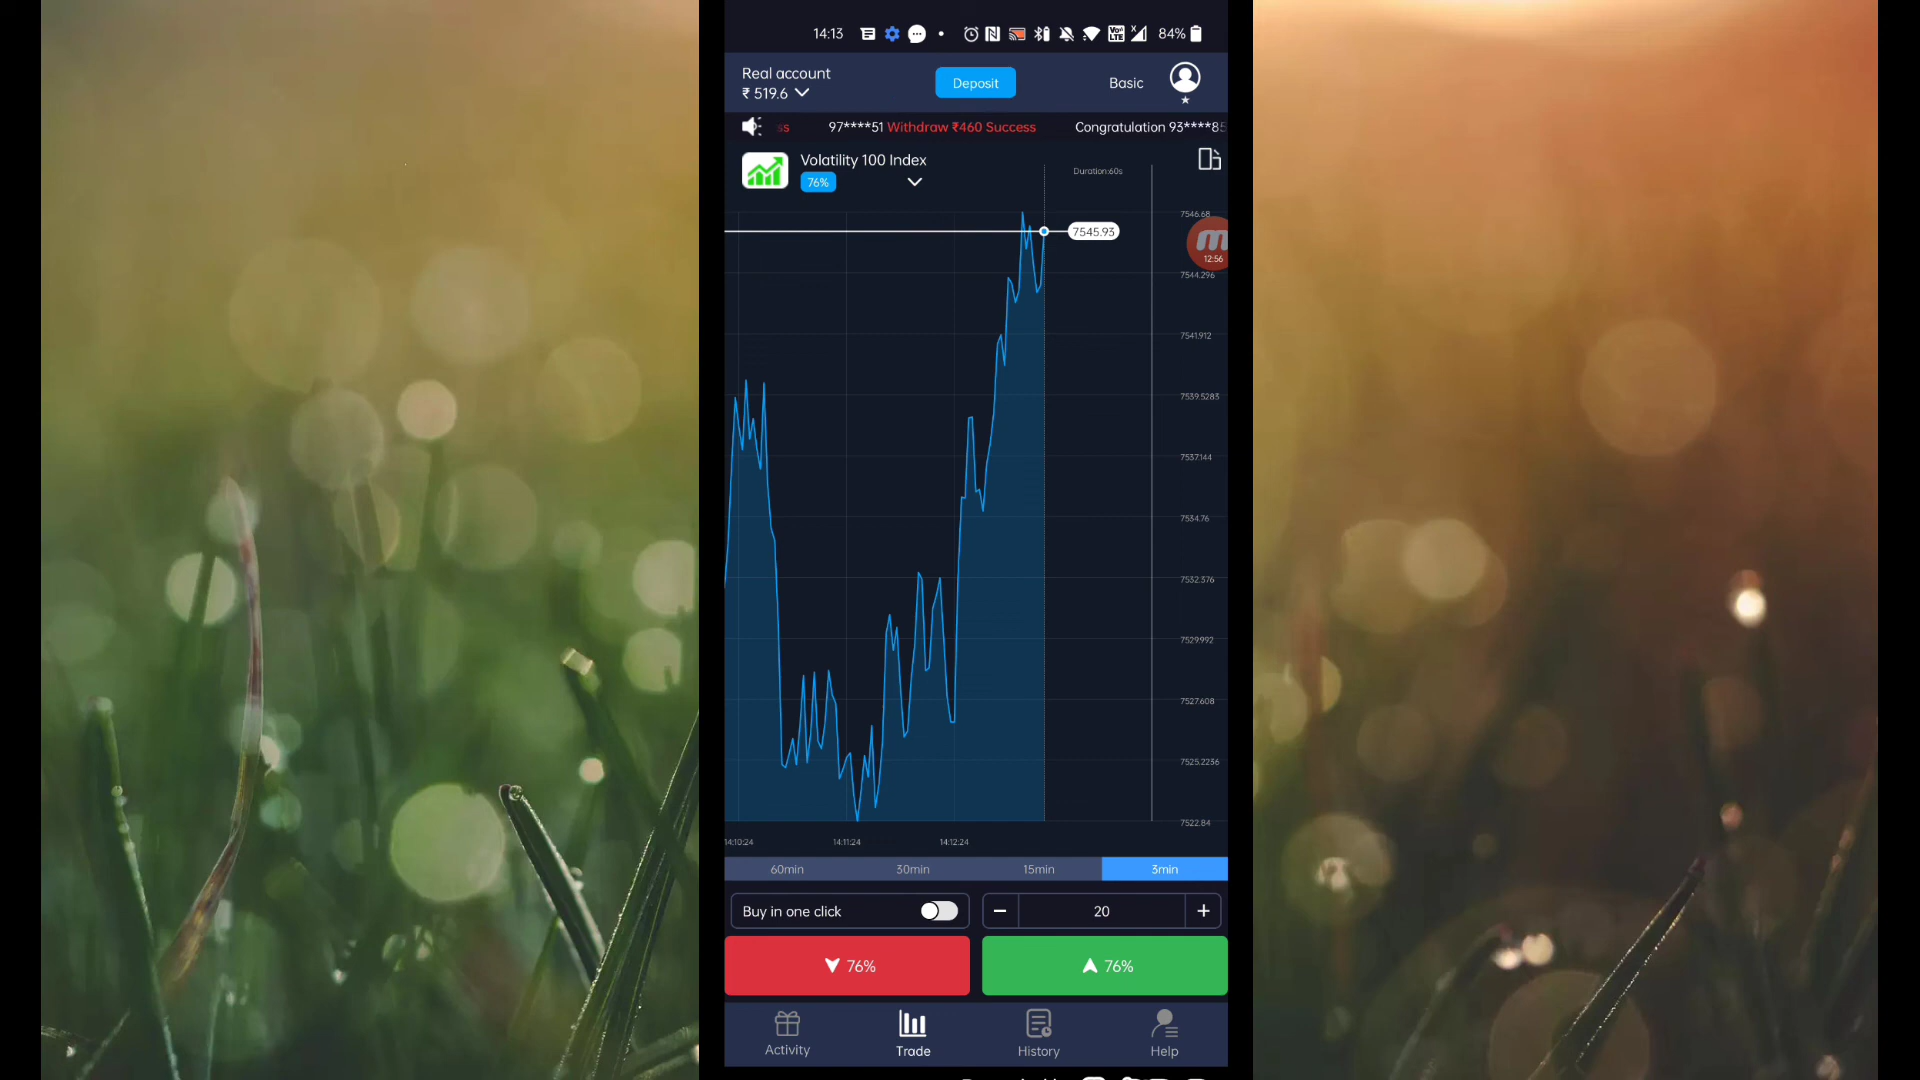 14:13
84%
Real account
₹ 519.6
Deposit
Basic
ss 97****51 Withdraw ₹460 Success Congratulation 93****85
Volatility 100 Index
76%
Duration:60s
7546.68
7545.93
12:56
7544.296
7541.912
7539.5283
7537.144
7534.76
7532.376
7529.992
7527.608
7525.2236
7522.84
14:10:24 14:11:24 14:12:24
60min 30min 15min 3min
Buy in one click
20
76%
76%
Activity Trade History Help